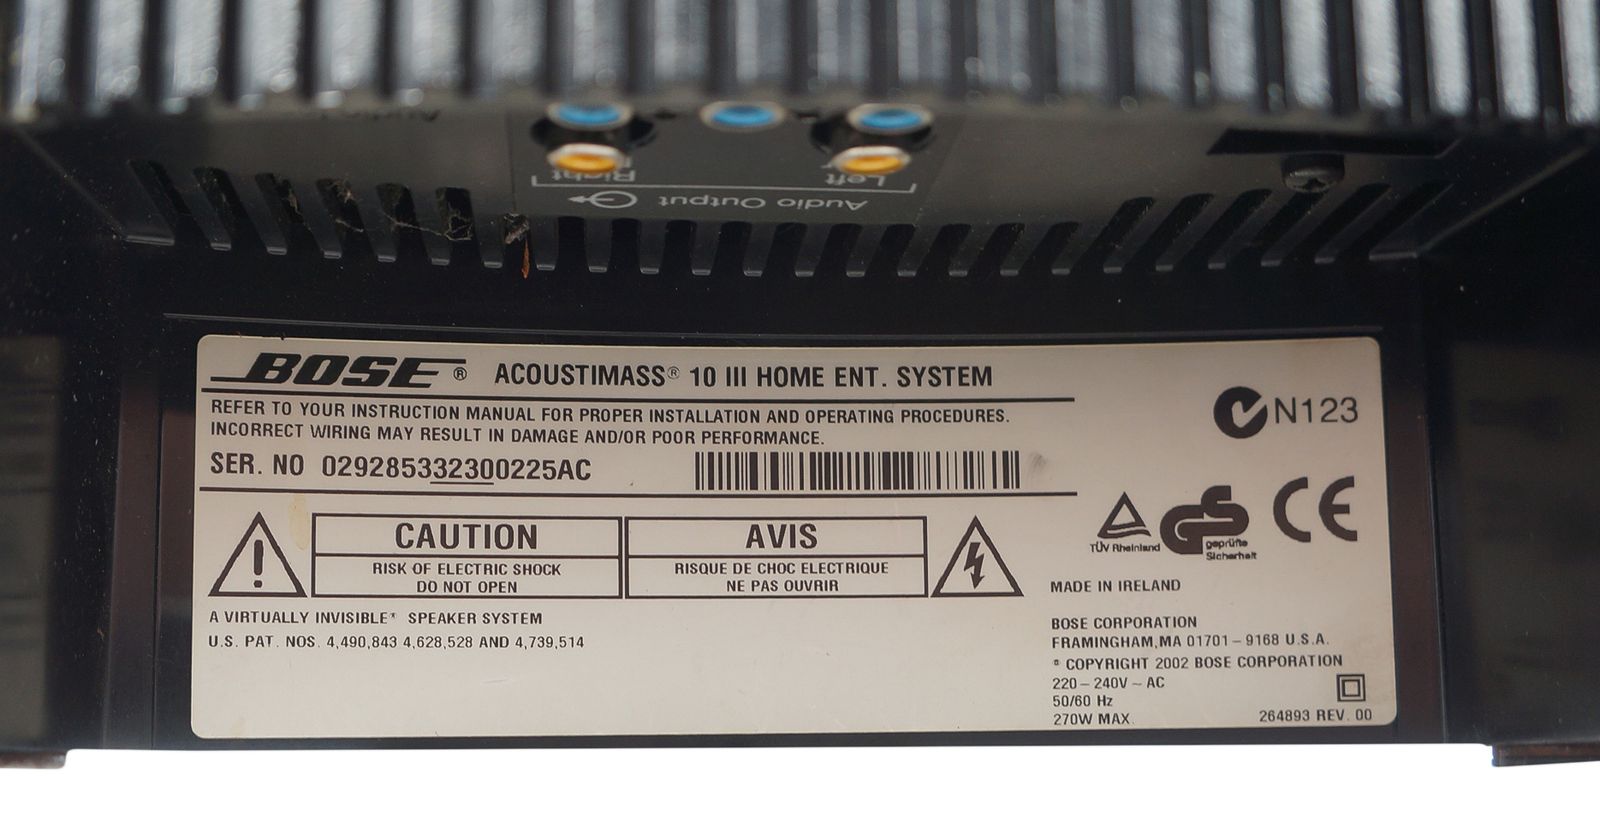 Right
Left
Audio Output
BOSE ® ACOUSTIMASS® 10 III HOME ENT. SYSTEM
REFER TO YOUR INSTRUCTION MANUAL FOR PROPER INSTALLATION AND OPERATING PROCEDURES.
INCORRECT WIRING MAY RESULT IN DAMAGE AND/OR POOR PERFORMANCE.
SER. NO 029285332300225AC
N123
CAUTION
RISK OF ELECTRIC SHOCK
DO NOT OPEN
AVIS
RISQUE DE CHOC ELECTRIQUE
NE PAS OUVRIR
TÜV Rheinland
GS
geprüfte
Sicherheit
CE
A VIRTUALLY INVISIBLE® SPEAKER SYSTEM
U.S. PAT. NOS. 4,490,843 4,628,528 AND 4,739,514
MADE IN IRELAND
BOSE CORPORATION
FRAMINGHAM,MA 01701–9168 U.S.A.
© COPYRIGHT 2002 BOSE CORPORATION
220–240V ~ AC
50/60 Hz
270W MAX.
264893 REV. 00